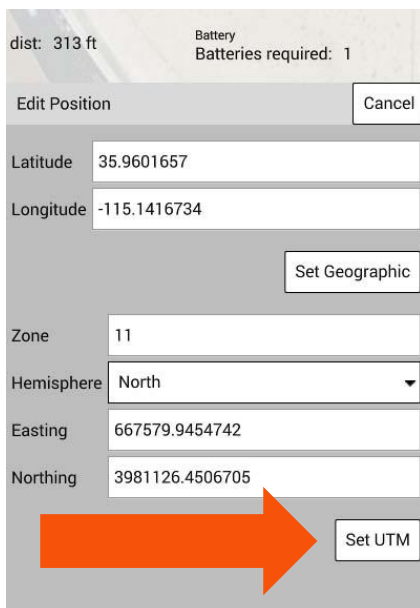 dist: 313 ft
Battery
Batteries required: 1
Edit Position
Cancel
Latitude 35.9601657
Longitude -115.1416734
Set Geographic
Zone 11
Hemisphere North
Easting 667579.9454742
Northing 3981126.4506705
Set UTM